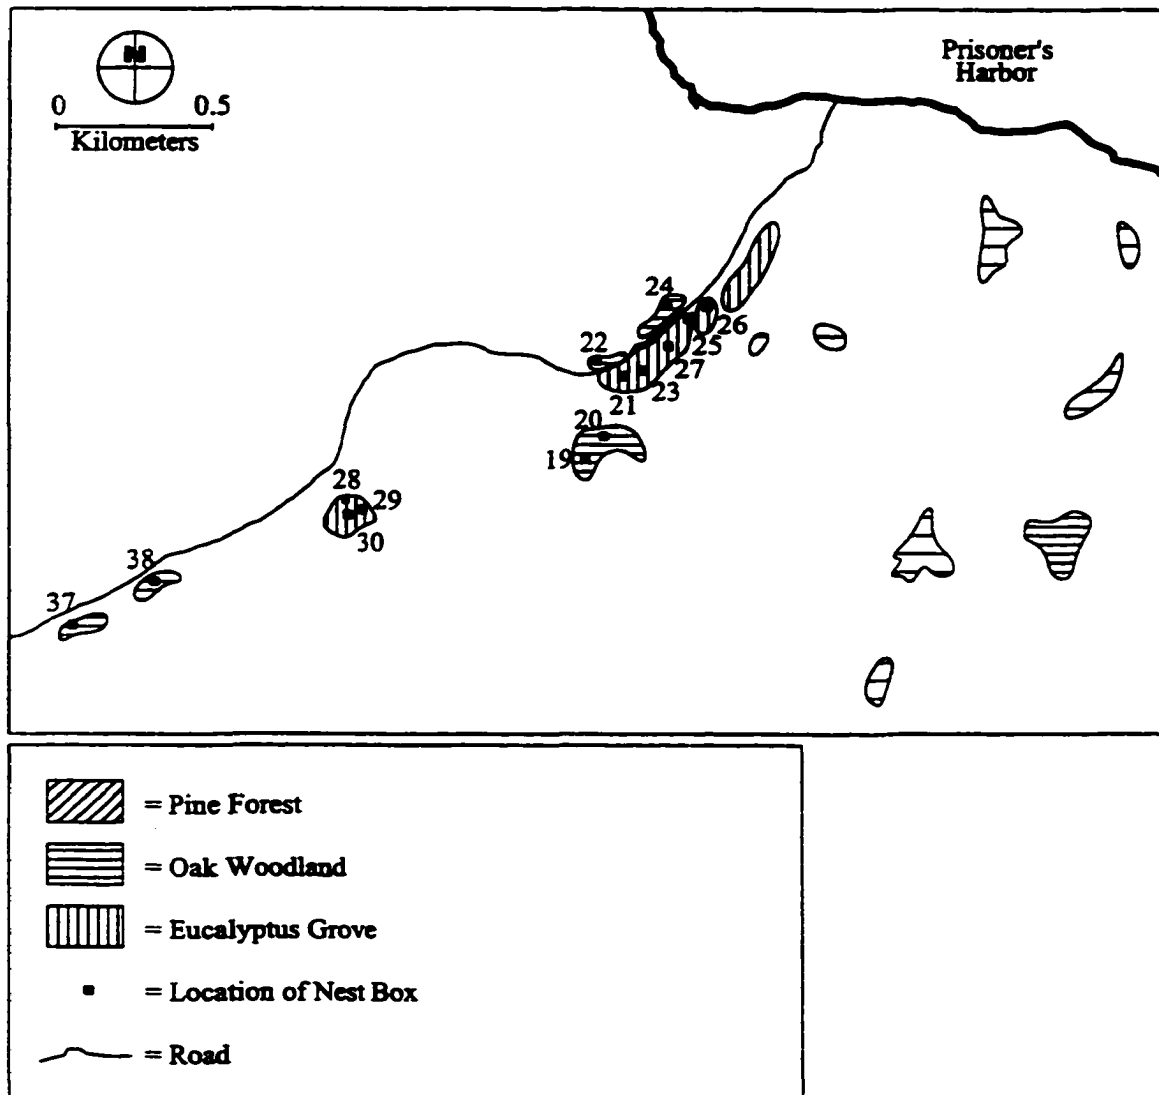 N
0 0.5
Kilometers
Prisoner's
Harbor
24
26
22
25
27
23
21
20
19
28
29
30
38
37
= Pine Forest
= Oak Woodland
= Eucalyptus Grove
= Location of Nest Box
= Road